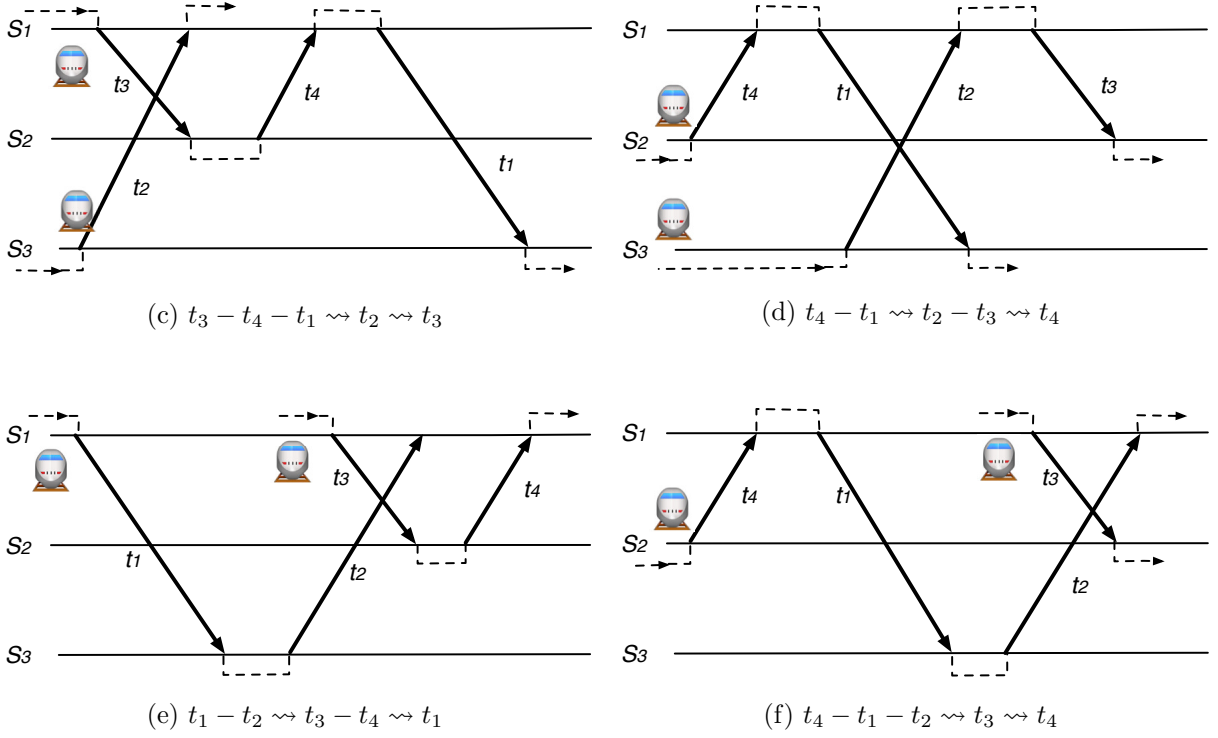 S1 S1
t3 t4 t4 t1 t2 t3
S2 S2
t2 t1
S3 S3
(c) t₃ − t₄ − t₁ ⇝ t₂ ⇝ t₃
(d) t₄ − t₁ ⇝ t₂ − t₃ ⇝ t₄
S1 S1
t3 t4 t4 t1 t3
S2 S2
t1 t2 t2
S3 S3
(e) t₁ − t₂ ⇝ t₃ − t₄ ⇝ t₁
(f) t₄ − t₁ − t₂ ⇝ t₃ ⇝ t₄